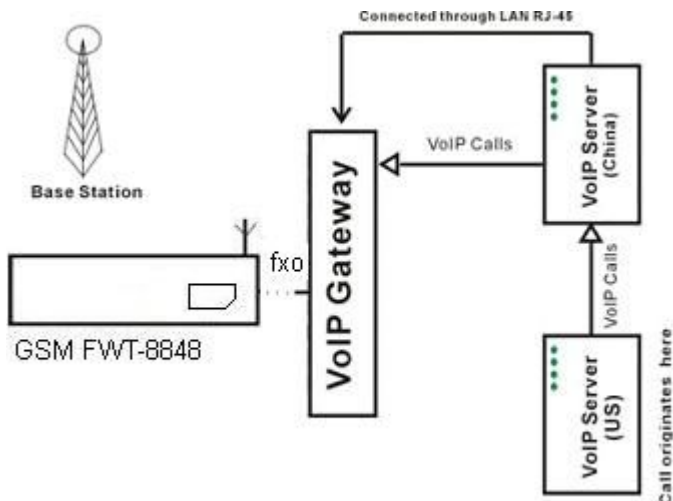 Connected through LAN RJ-45
Base Station
VoIP Calls
VoIP Server
(China)
fxo
VoIP Gateway
GSM FWT-8848
VoIP Calls
VoIP Server
(US)
Call originates here